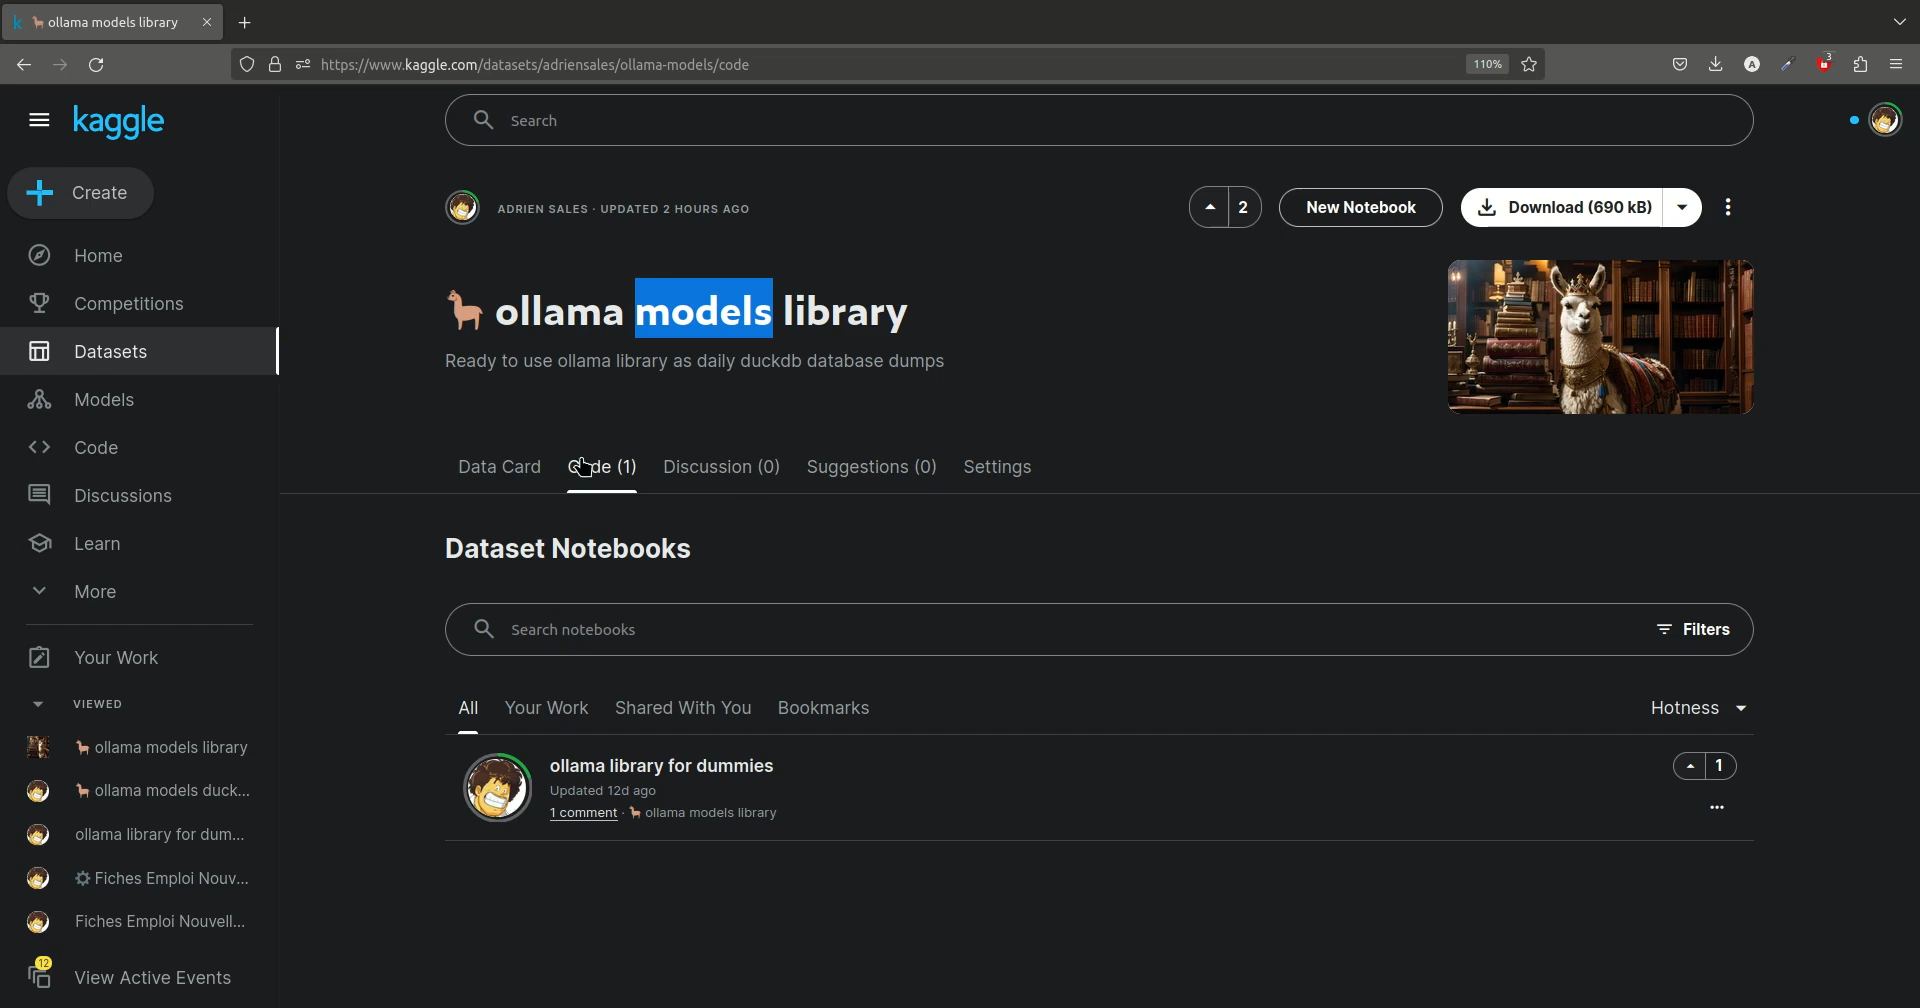 ollama models library
https://www.kaggle.com/datasets/adriensales/ollama-models/code
110%
3
A
kaggle
Search
Create
ADRIEN SALES · UPDATED 2 HOURS AGO
2
New Notebook
Download (690 kB)
Home
Competitions
Datasets
Models
Code
Discussions
Learn
More
Your Work
VIEWED
ollama models library
ollama models duck...
ollama library for dum...
Fiches Emploi Nouv...
Fiches Emploi Nouvell...
12
View Active Events
ollama models library
Ready to use ollama library as daily duckdb database dumps
Data Card
Code (1)
Discussion (0)
Suggestions (0)
Settings
Dataset Notebooks
Search notebooks
Filters
All
Your Work
Shared With You
Bookmarks
Hotness
ollama library for dummies
Updated 12d ago
1 comment · ollama models library
1